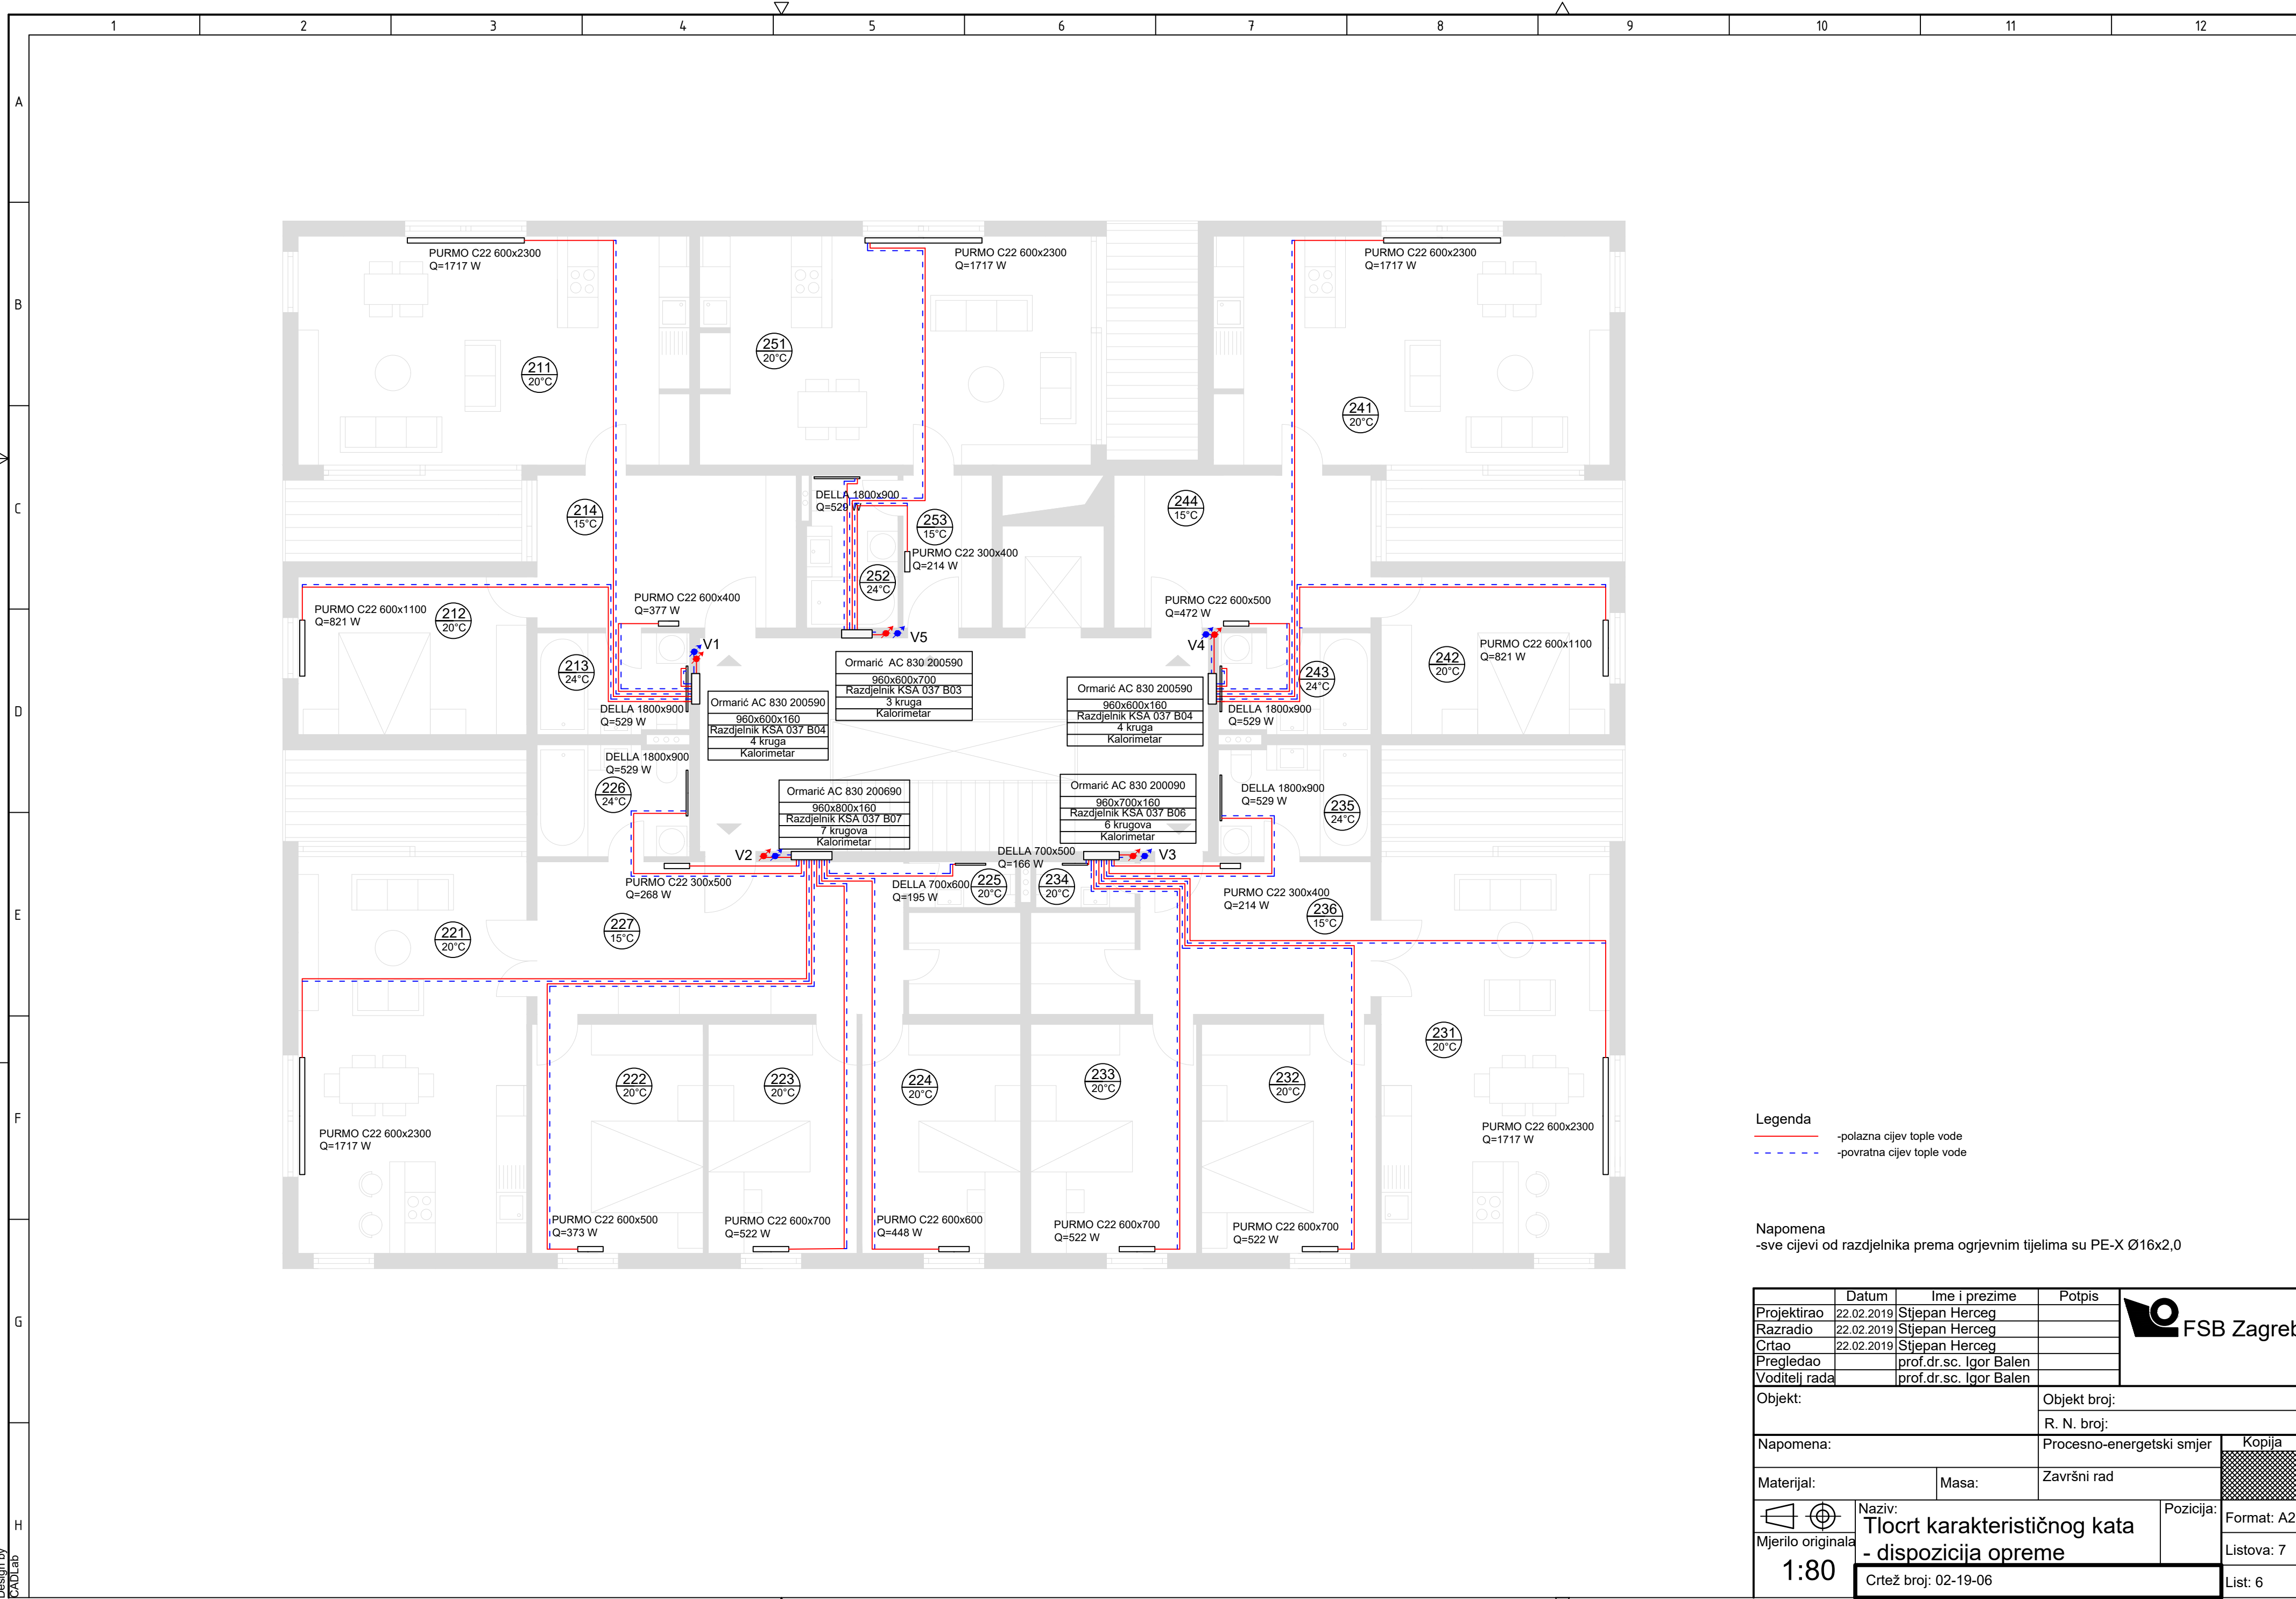 1 2 3 4 5 6 7 8 9 10 11 12
A
B
C
D
E
F
G
H
PURMO C22 600x2300
Q=1717 W
PURMO C22 600x2300
Q=1717 W
PURMO C22 600x2300
Q=1717 W
251
20°C
211
20°C
241
20°C
DELLA 1800x900
Q=529 W
214
15°C
253
15°C
244
15°C
PURMO C22 300x400
Q=214 W
252
24°C
PURMO C22 600x1100
Q=821 W
212
20°C
PURMO C22 600x400
Q=377 W
PURMO C22 600x500
Q=472 W
V1
V5
V4
PURMO C22 600x1100
Q=821 W
213
24°C
243
24°C
242
20°C
DELLA 1800x900
Q=529 W
DELLA 1800x900
Q=529 W
Ormarić AC 830 200590
960x600x700
Razdjelnik KSA 037 B03
3 kruga
Kalorimetar
Ormarić AC 830 200590
960x600x160
Razdjelnik KSA 037 B04
4 kruga
Kalorimetar
Ormarić AC 830 200590
960x600x160
Razdjelnik KSA 037 B04
4 kruga
Kalorimetar
DELLA 1800x900
Q=529 W
226
24°C
Ormarić AC 830 200690
960x800x160
Razdjelnik KSA 037 B07
7 krugova
Kalorimetar
Ormarić AC 830 200090
960x700x160
Razdjelnik KSA 037 B06
6 krugova
Kalorimetar
DELLA 1800x900
Q=529 W
235
24°C
V2
V3
DELLA 700x500
Q=166 W
PURMO C22 300x500
Q=268 W
DELLA 700x600
Q=195 W
225
20°C
234
20°C
PURMO C22 300x400
Q=214 W
236
15°C
227
15°C
221
20°C
231
20°C
222
20°C
223
20°C
224
20°C
233
20°C
232
20°C
PURMO C22 600x2300
Q=1717 W
PURMO C22 600x2300
Q=1717 W
PURMO C22 600x500
Q=373 W
PURMO C22 600x700
Q=522 W
PURMO C22 600x600
Q=448 W
PURMO C22 600x700
Q=522 W
PURMO C22 600x700
Q=522 W
Legenda
-polazna cijev tople vode
-povratna cijev tople vode
Napomena
-sve cijevi od razdjelnika prema ogrjevnim tijelima su PE-X Ø16x2,0
Datum Ime i prezime Potpis
Projektirao 22.02.2019 Stjepan Herceg
Razradio 22.02.2019 Stjepan Herceg
Crtao 22.02.2019 Stjepan Herceg
Pregledao prof.dr.sc. Igor Balen
Voditelj rada prof.dr.sc. Igor Balen
FSB Zagreb
Objekt:
Objekt broj:
R. N. broj:
Napomena:
Procesno-energetski smjer
Kopija
Materijal:
Masa:
Završni rad
Naziv:
Tlocrt karakterističnog kata
- dispozicija opreme
Pozicija:
Format: A2
Mjerilo originala
1:80
Listova: 7
Crtež broj: 02-19-06
List: 6
Design by
CADLab